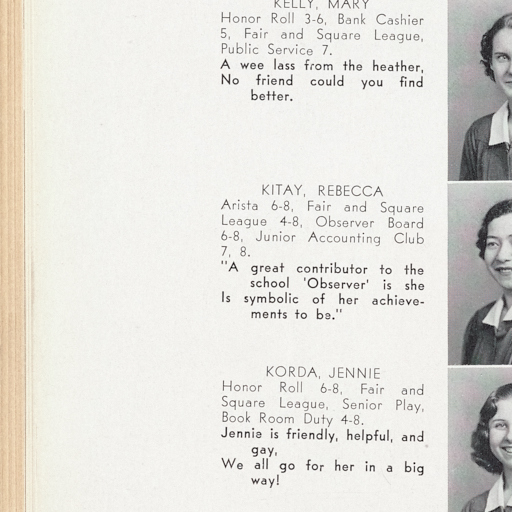 KELLY, MARY
Honor Roll 3-6, Bank Cashier
5, Fair and Square League,
Public Service 7.
A wee lass from the heather,
No friend could you find
better.
KITAY, REBECCA
Arista 6-8, Fair and Square
League 4-8, Observer Board
6-8, Junior Accounting Club
7, 8.
"A great contributor to the
school 'Observer' is she
Is symbolic of her achieve-
ments to be."
KORDA, JENNIE
Honor Roll 6-8, Fair and
Square League, Senior Play,
Book Room Duty 4-8.
Jennie is friendly, helpful, and
gay,
We all go for her in a big
way!